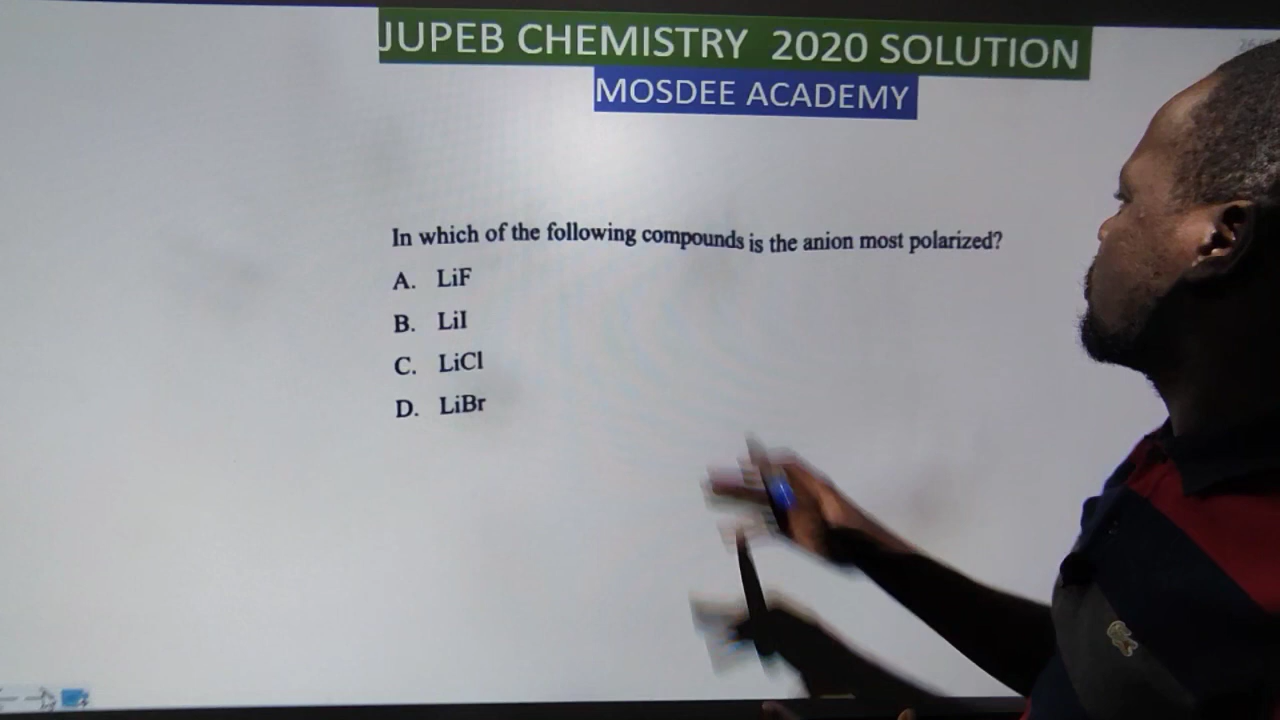 JUPEB CHEMISTRY 2020 SOLUTION
MOSDEE ACADEMY
In which of the following compounds is the anion most polarized?
A. LiF
B. LiI
C. LiCl
D. LiBr